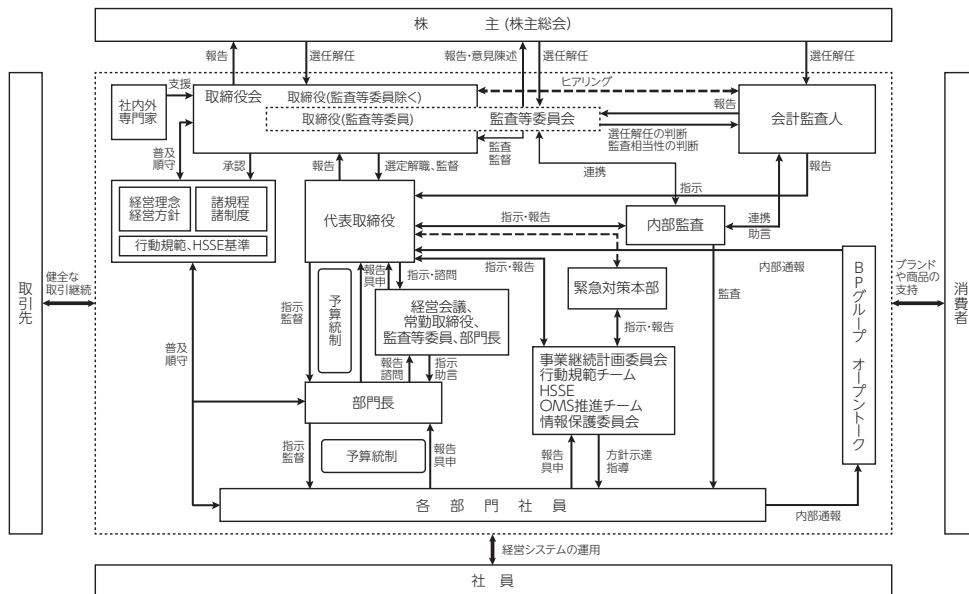 株　主 (株主総会)
報告
選任解任
報告・意見陳述
選任解任
選任解任
支援
ヒアリング
社内外
専門家
取締役会
取締役(監査等委員除く)
取締役(監査等委員)
監査等委員会
会計監査人
報告
選任解任の判断
監査相当性の判断
監査
監督
普及
順守
承認
報告
選定解職、監督
連携
報告
指示
経営理念
経営方針
諸規程
諸制度
行動規範、HSSE基準
代表取締役
指示・報告
内部監査
連携
助言
取引先
健全な
取引継続
消費者
ブランド
や商品の
支持
指示
監督
予算統制
報告
具申
指示・諮問
指示・報告
内部通報
緊急対策本部
監査
BPグループ　オープントーク
経営会議、
常勤取締役、
監査等委員、部門長
指示・報告
普及
順守
報告
諮問
指示
助言
事業継続計画委員会
行動規範チーム
HSSE
OMS推進チーム
情報保護委員会
部門長
指示
監督
予算統制
報告
具申
報告
具申
方針示達
指導
各部門社員
内部通報
経営システムの運用
社　員